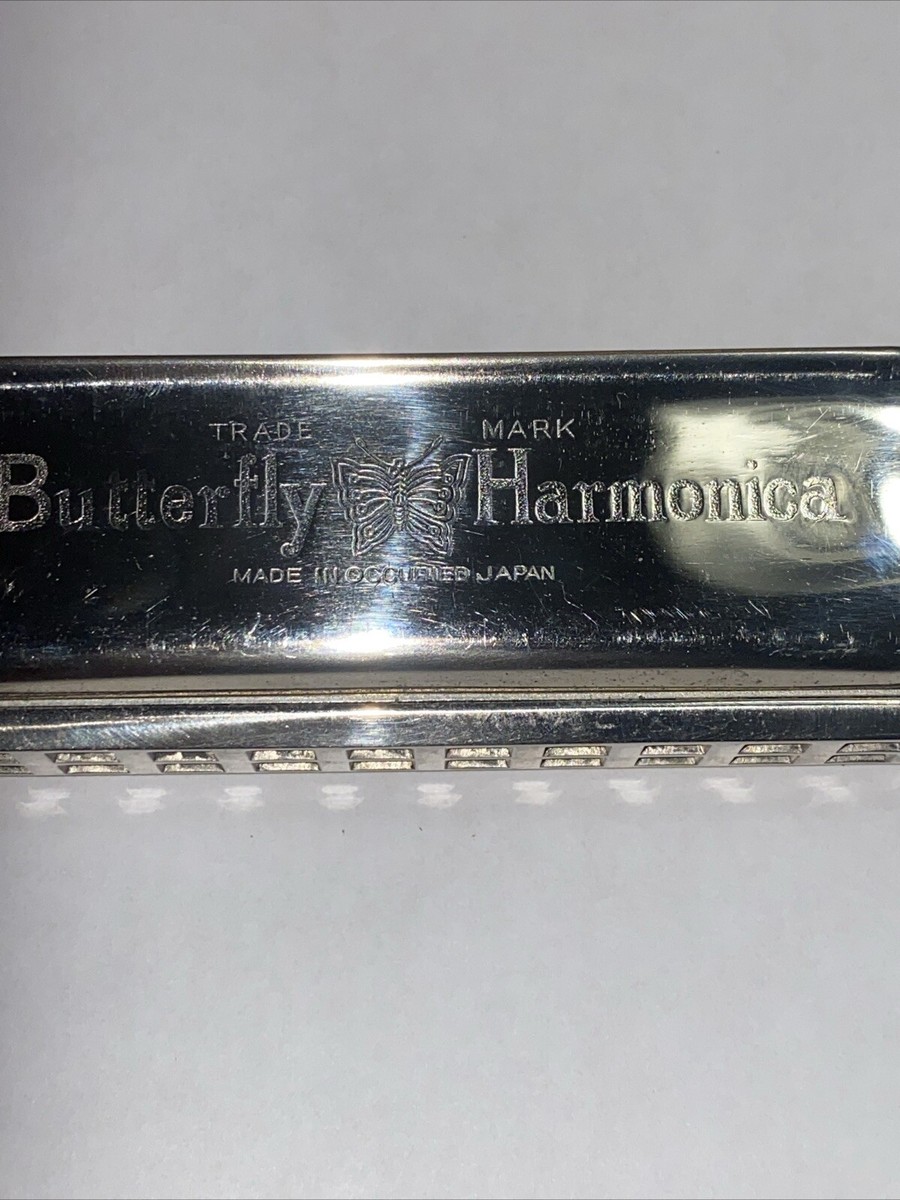 TRADE MARK
Butterfly Harmonica
MADE IN OCCUPIED JAPAN